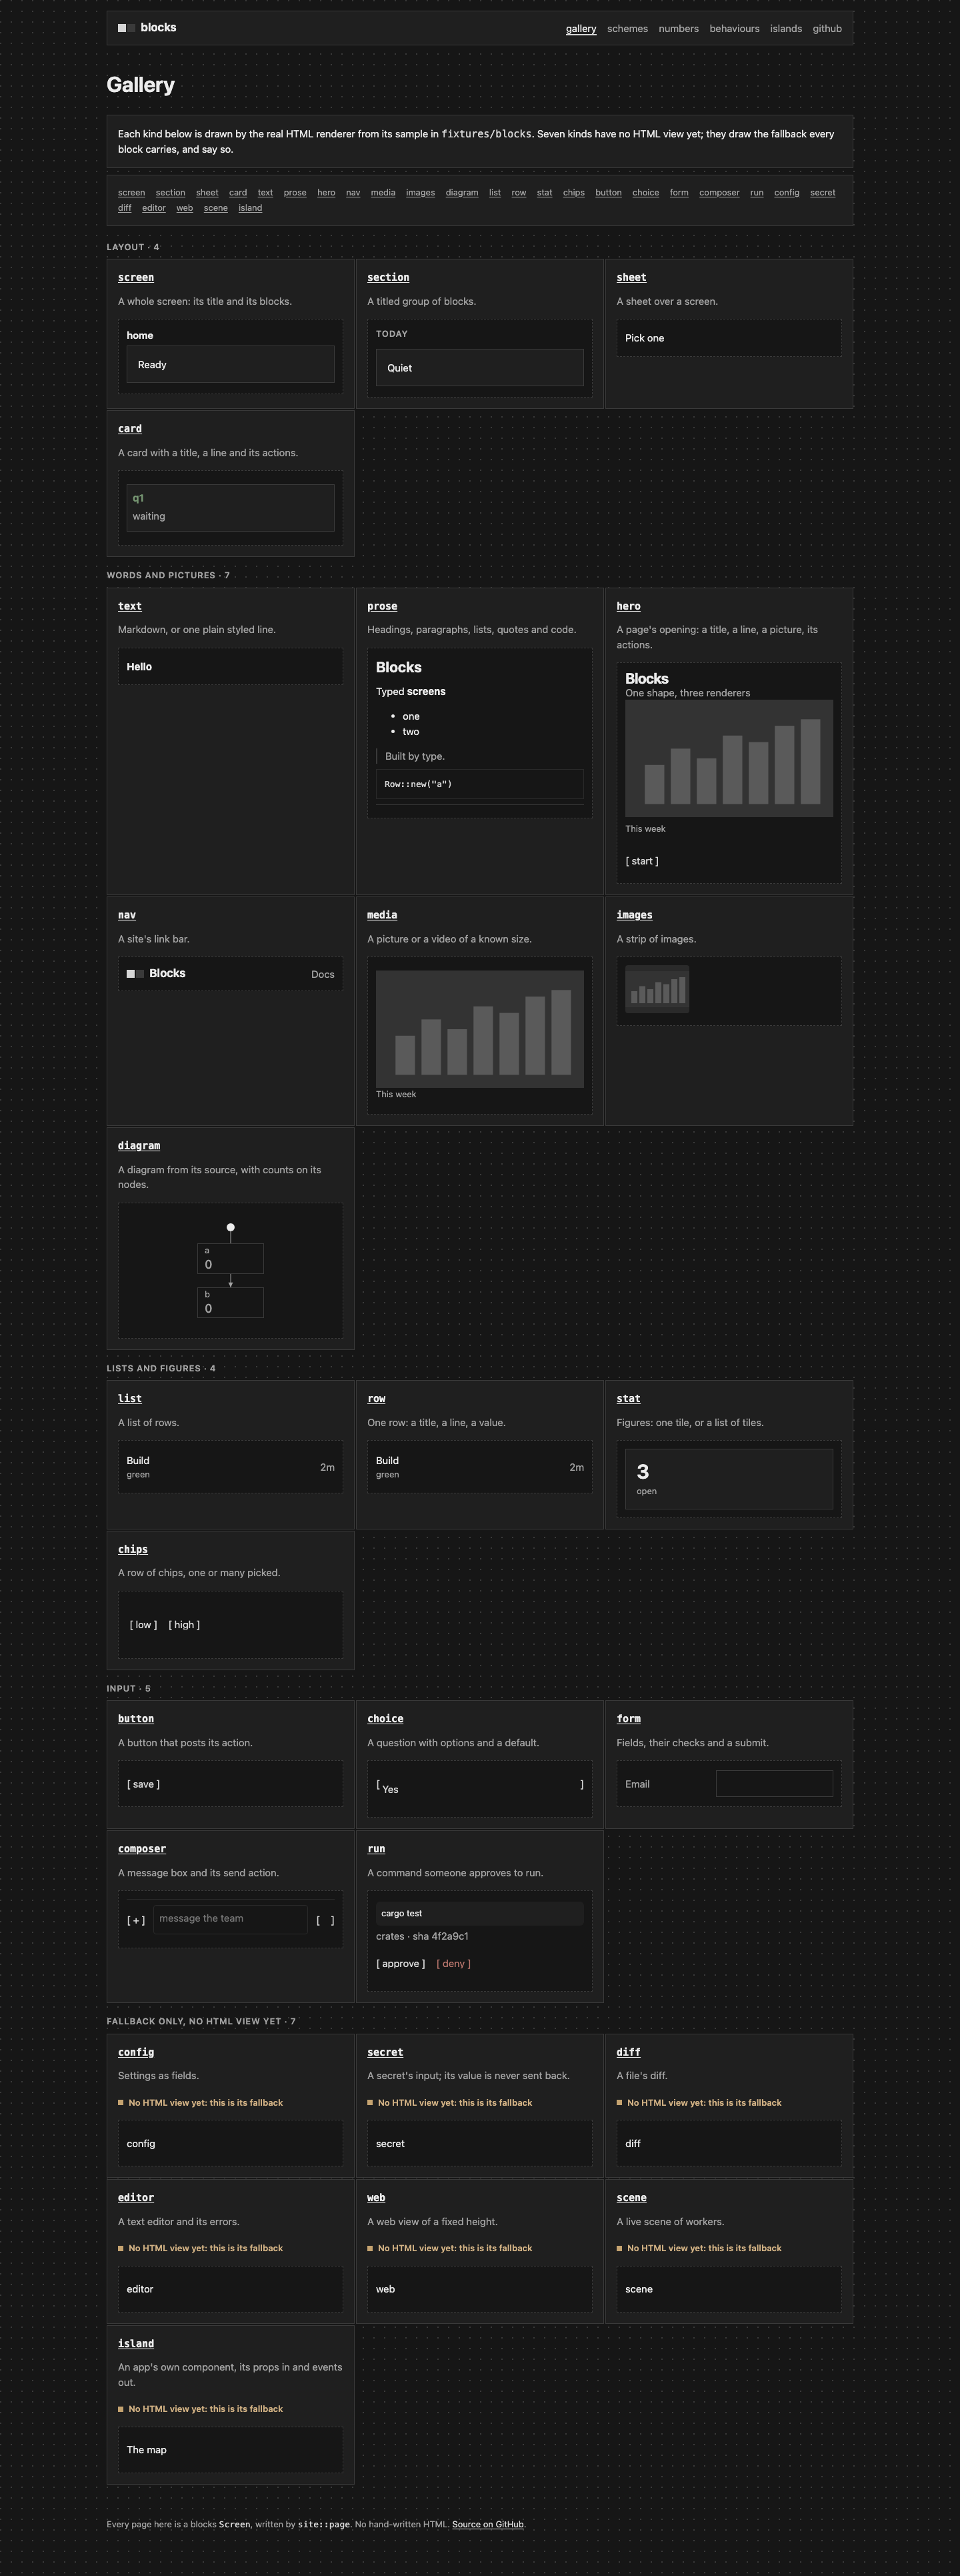 blocks
gallery schemes numbers behaviours islands github
Gallery
Each kind below is drawn by the real HTML renderer from its sample in fixtures/blocks. Seven kinds have no HTML view yet; they draw the fallback every
block carries, and say so.
screen section sheet card text prose hero nav media images diagram list row stat chips button choice form composer run config secret
diff editor web scene island
LAYOUT · 4
screen
A whole screen: its title and its blocks.
home
Ready
section
A titled group of blocks.
TODAY
Quiet
sheet
A sheet over a screen.
Pick one
card
A card with a title, a line and its actions.
q1
waiting
WORDS AND PICTURES · 7
text
Markdown, or one plain styled line.
Hello
prose
Headings, paragraphs, lists, quotes and code.
Blocks
Typed screens
• one
• two
Built by type.
Row::new("a")
hero
A page's opening: a title, a line, a picture, its
actions.
Blocks
One shape, three renderers
This week
[ start ]
nav
A site's link bar.
Blocks
Docs
media
A picture or a video of a known size.
This week
images
A strip of images.
diagram
A diagram from its source, with counts on its
nodes.
a
0
b
0
LISTS AND FIGURES · 4
list
A list of rows.
Build
green
2m
row
One row: a title, a line, a value.
Build
green
2m
stat
Figures: one tile, or a list of tiles.
3
open
chips
A row of chips, one or many picked.
[ low ] [ high ]
INPUT · 5
button
A button that posts its action.
[ save ]
choice
A question with options and a default.
[ Yes ]
form
Fields, their checks and a submit.
Email
composer
A message box and its send action.
[ + ] message the team [ ]
run
A command someone approves to run.
cargo test
crates · sha 4f2a9c1
[ approve ] [ deny ]
FALLBACK ONLY, NO HTML VIEW YET · 7
config
Settings as fields.
No HTML view yet: this is its fallback
config
secret
A secret's input; its value is never sent back.
No HTML view yet: this is its fallback
secret
diff
A file's diff.
No HTML view yet: this is its fallback
diff
editor
A text editor and its errors.
No HTML view yet: this is its fallback
editor
web
A web view of a fixed height.
No HTML view yet: this is its fallback
web
scene
A live scene of workers.
No HTML view yet: this is its fallback
scene
island
An app's own component, its props in and events
out.
No HTML view yet: this is its fallback
The map
Every page here is a blocks Screen, written by site::page. No hand-written HTML. Source on GitHub.